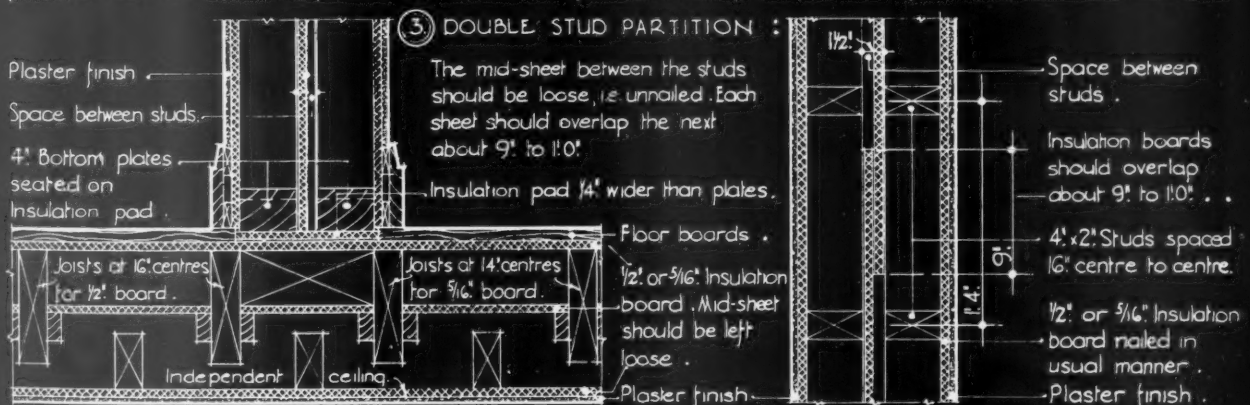 3. DOUBLE STUD PARTITION :
The mid-sheet between the studs
should be loose, i.e unnailed. Each
sheet should overlap the next
about 9" to 1'.0"
Plaster finish
Space between studs.
4" Bottom plates
seated on
Insulation pad.
Insulation pad 1/4" wider than plates.
Floor boards.
Joists at 16" centres
for 1/2" board.
Joists at 14" centres
for 5/16" board.
1/2" or 5/16" Insulation
board. Mid-sheet
should be left
loose.
Independent ceiling.
Plaster finish
1 1/2"
Space between
studs.
Insulation boards
should overlap
about 9" to 1'.0"..
4" x 2" Studs spaced
16" centre to centre.
9"
1'.4"
1/2" or 5/16" Insulation
board nailed in
usual manner.
Plaster finish.